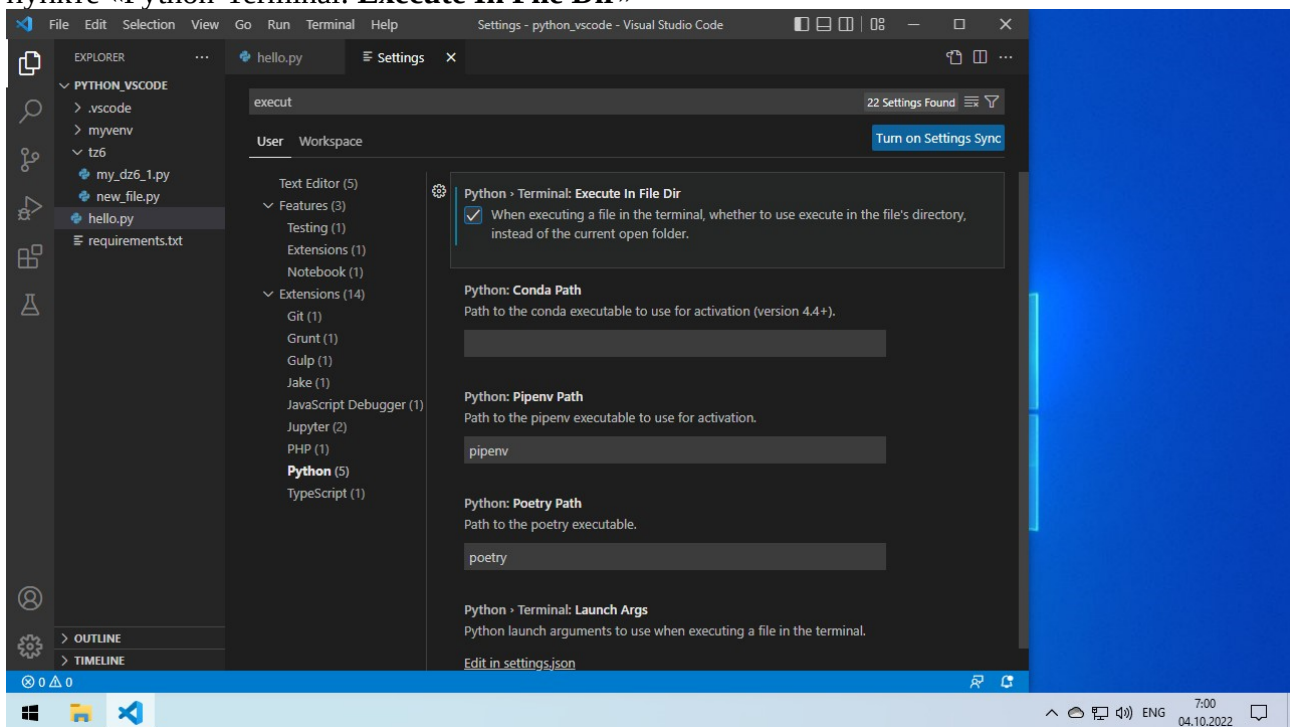 пункте «Python Terminal: Execute In File Dir»
File Edit Selection View Go Run Terminal Help
Settings - python_vscode - Visual Studio Code
EXPLORER
PYTHON_VSCODE
.vscode
myvenv
tz6
my_dz6_1.py
new_file.py
hello.py
requirements.txt
OUTLINE
TIMELINE
hello.py
Settings
execut
22 Settings Found
User Workspace
Turn on Settings Sync
Text Editor (5)
Features (3)
Testing (1)
Extensions (1)
Notebook (1)
Extensions (14)
Git (1)
Grunt (1)
Gulp (1)
Jake (1)
JavaScript Debugger (1)
Jupyter (2)
PHP (1)
Python (5)
TypeScript (1)
Python › Terminal: Execute In File Dir
When executing a file in the terminal, whether to use execute in the file's directory,
instead of the current open folder.
Python: Conda Path
Path to the conda executable to use for activation (version 4.4+).
Python: Pipenv Path
Path to the pipenv executable to use for activation.
pipenv
Python: Poetry Path
Path to the poetry executable.
poetry
Python › Terminal: Launch Args
Python launch arguments to use when executing a file in the terminal.
Edit in settings.json
0 0
ENG
7:00
04.10.2022